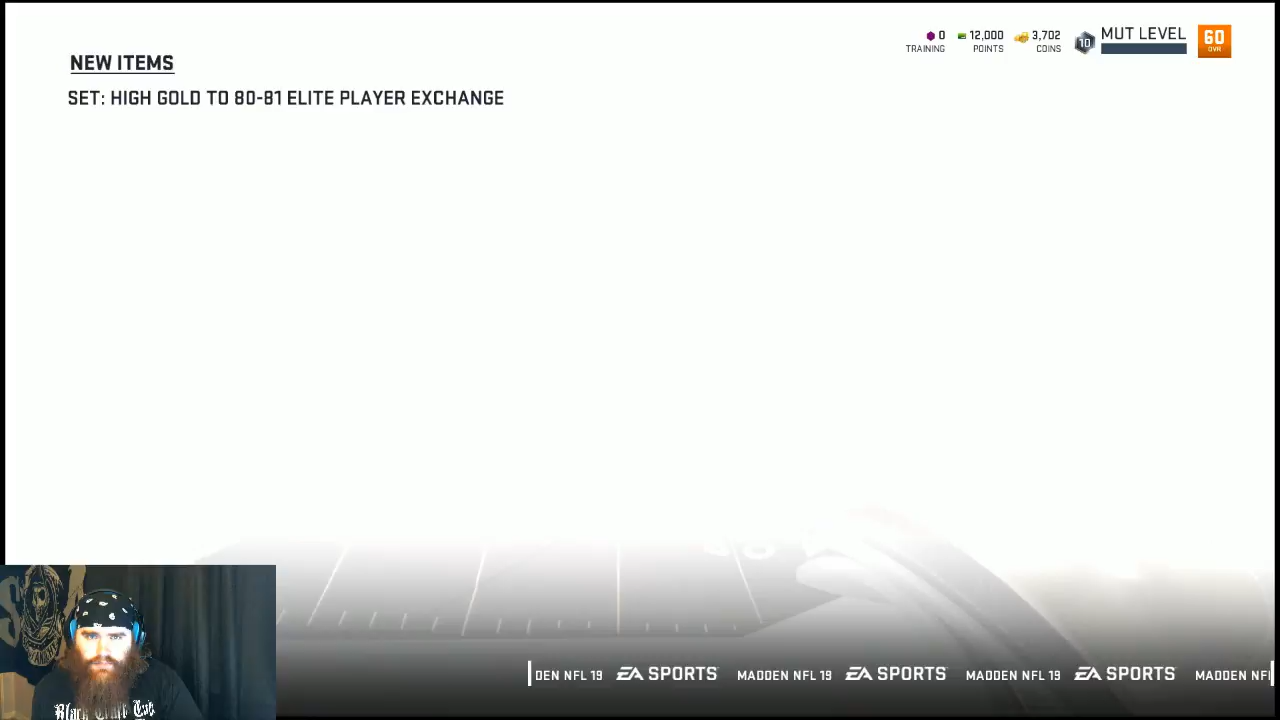 NEW ITEMS
SET: HIGH GOLD TO 80-81 ELITE PLAYER EXCHANGE
0 TRAINING
12,000 POINTS
3,702 COINS
10
MUT LEVEL
60 OVR
DEN NFL 19 EA SPORTS MADDEN NFL 19 EA SPORTS MADDEN NFL 19 EA SPORTS MADDEN NFL